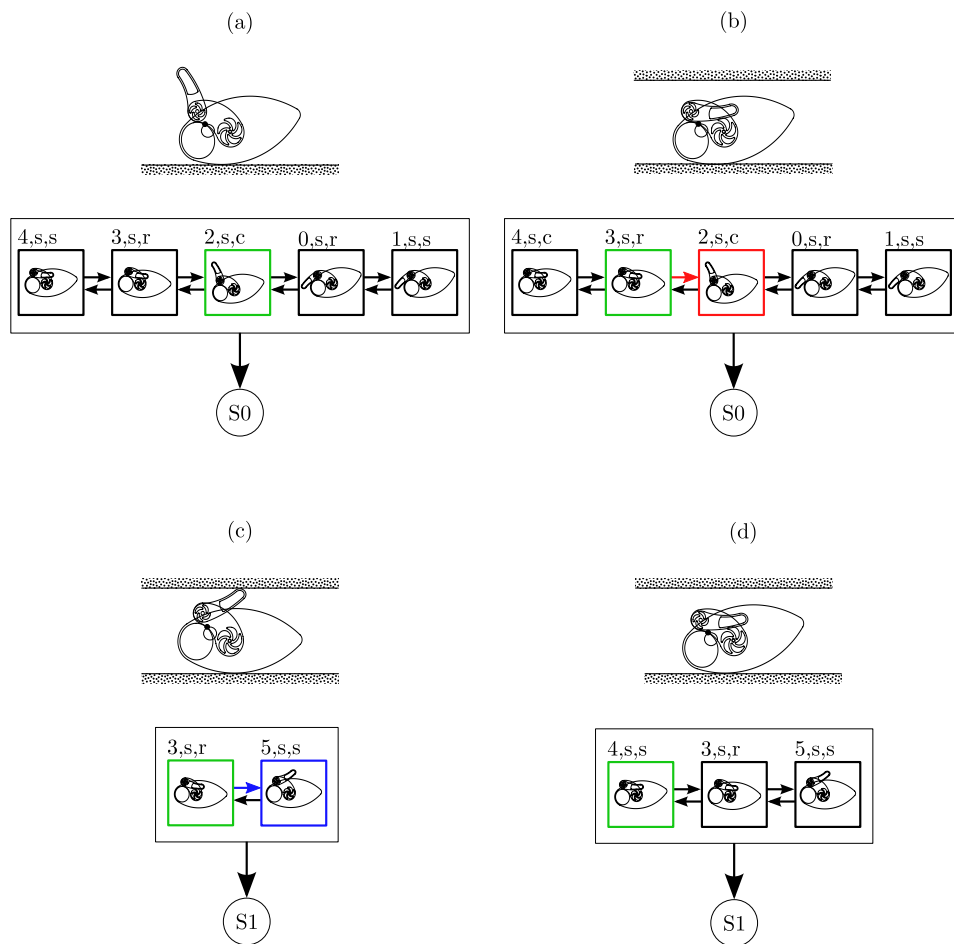 (a)
(b)
4,s,s 3,s,r 2,s,c 0,s,r 1,s,s
4,s,c 3,s,r 2,s,c 0,s,r 1,s,s
S0
S0
(c)
(d)
3,s,r 5,s,s
4,s,s 3,s,r 5,s,s
S1
S1